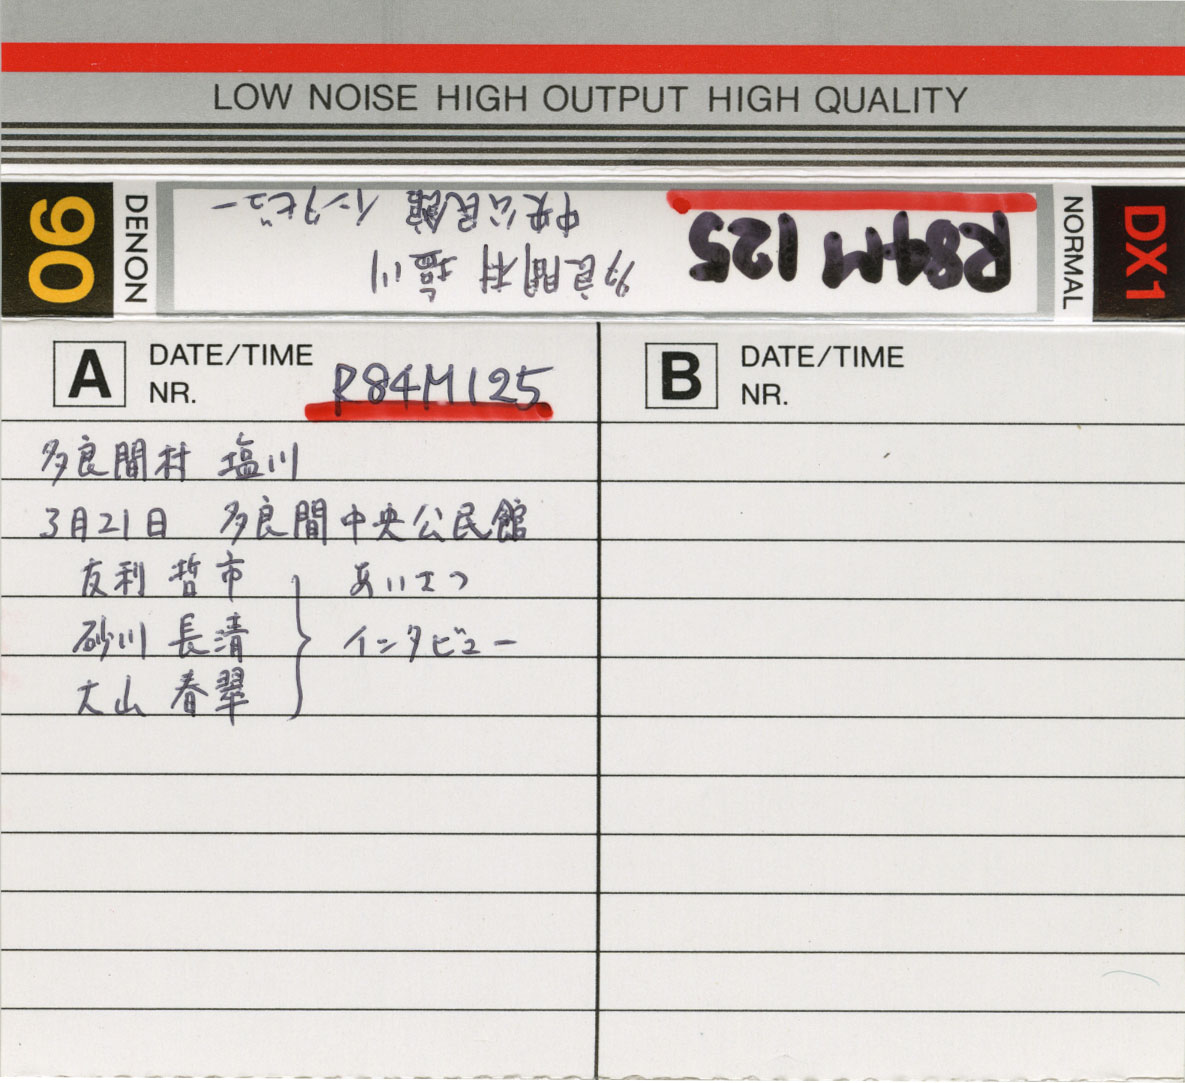 LOW NOISE HIGH OUTPUT HIGH QUALITY
90
DENON
R84M125
多良間村 塩川
中央公民館 インタビュー
NORMAL
DX1
A
DATE/TIME
NR.
R84M125
B
DATE/TIME
NR.
多良間村 塩川
3月21日 多良間中央公民館
友利 哲市
あいさつ
砂川 長清
インタビュー
大山 春翠